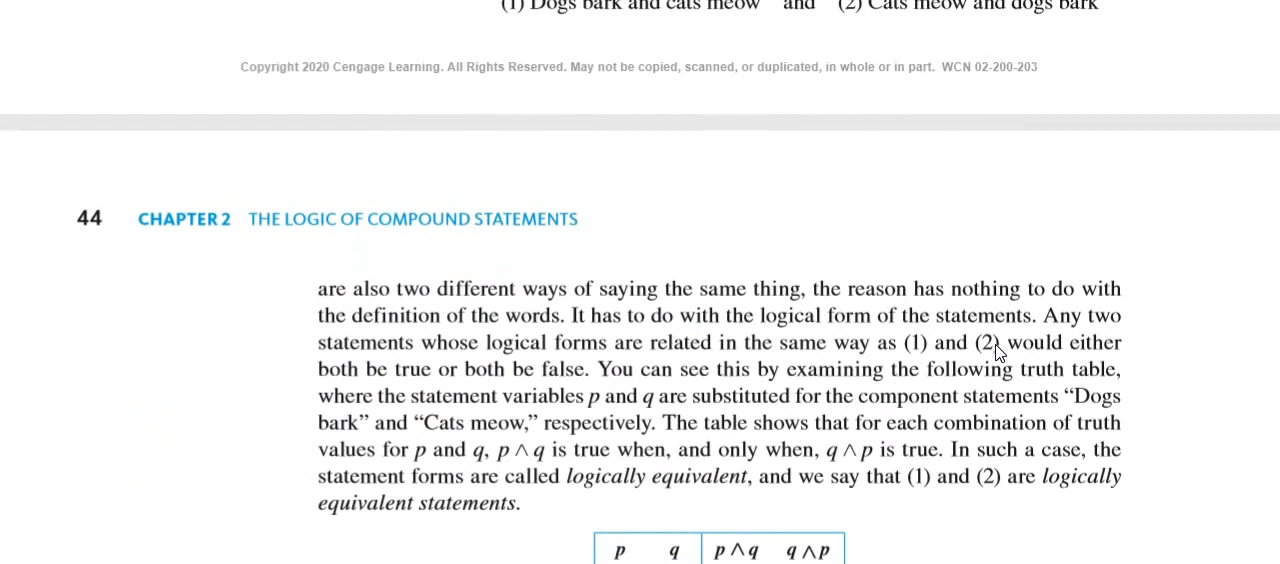 (1) Dogs bark and cats meow and (2) Cats meow and dogs bark
Copyright 2020 Cengage Learning. All Rights Reserved. May not be copied, scanned, or duplicated, in whole or in part. WCN 02-200-203
44 CHAPTER 2 THE LOGIC OF COMPOUND STATEMENTS
are also two different ways of saying the same thing, the reason has nothing to do with
the definition of the words. It has to do with the logical form of the statements. Any two
statements whose logical forms are related in the same way as (1) and (2) would either
both be true or both be false. You can see this by examining the following truth table,
where the statement variables p and q are substituted for the component statements “Dogs
bark” and “Cats meow,” respectively. The table shows that for each combination of truth
values for p and q, p ∧ q is true when, and only when, q ∧ p is true. In such a case, the
statement forms are called logically equivalent, and we say that (1) and (2) are logically
equivalent statements.
p q p ∧ q q ∧ p